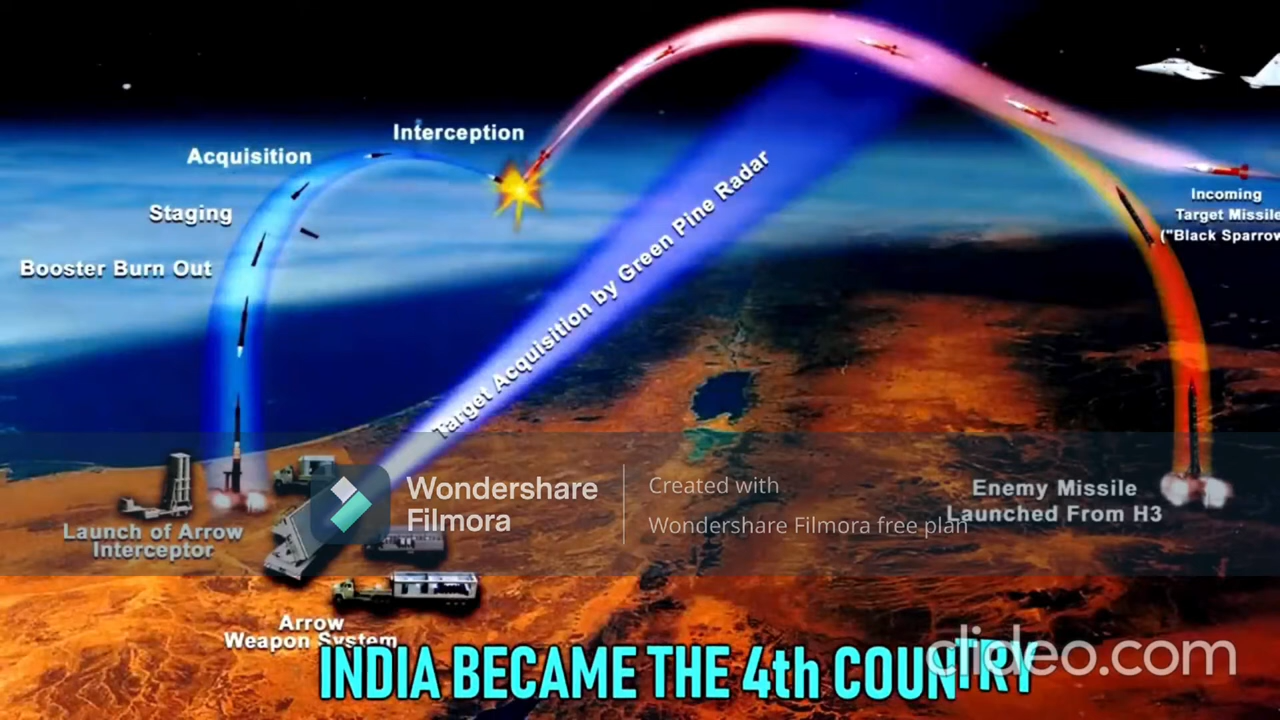 Interception
Acquisition
Staging
Booster Burn Out
Target Acquisition by Green Pine Radar
Incoming
Target Missile
("Black Sparrow
Wondershare
Filmora
Created with
Wondershare Filmora free plan
Enemy Missile
Launched From H3
Launch of Arrow
Interceptor
Arrow
Weapon System
INDIA BECAME THE 4th COUNTRY
clideo.com